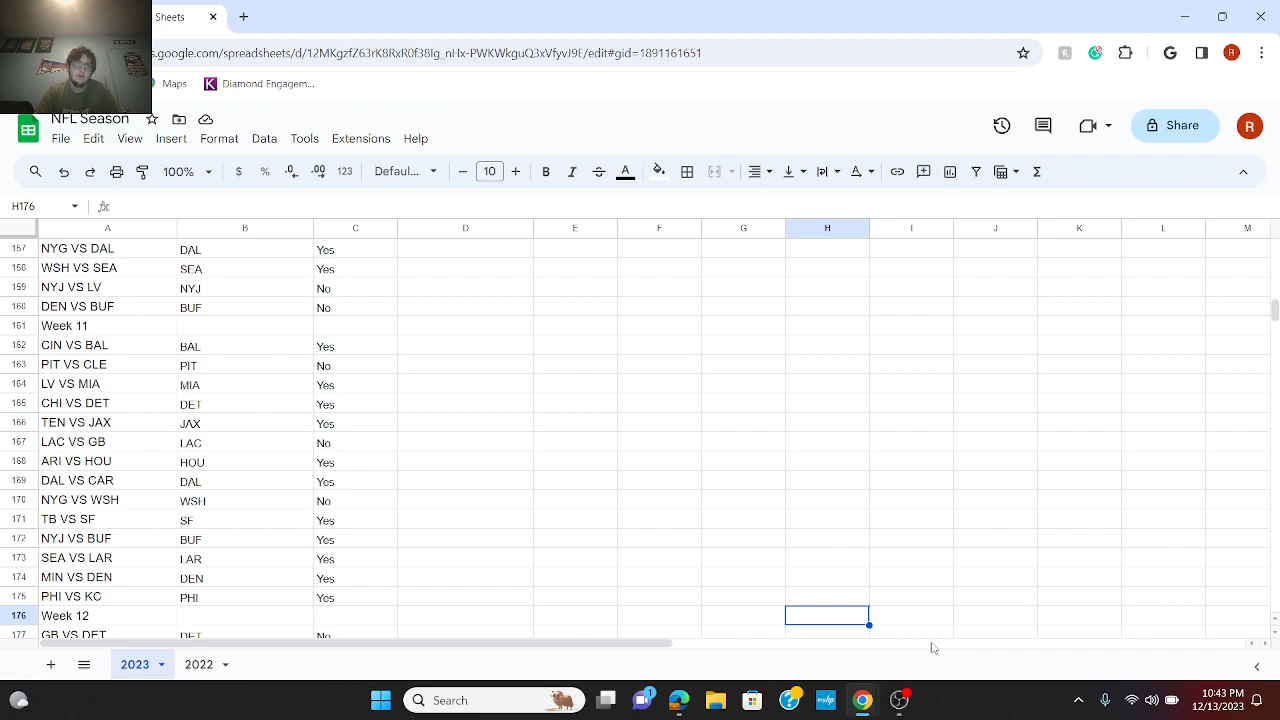 Sheets
.google.com/spreadsheets/d/12MKgzfZ63rK9RxR0f38Ig_nHx-PWKWkguQ3xVfyv9E/edit#gid=1891161651
Maps
Diamond Engagem...
NFL Season
File Edit View Insert Format Data Tools Extensions Help
Share
R
100% $ % .0 .00 123 Defaul... 10 B I A
H176
A B C D E F G H I J K L M
157 NYG VS DAL DAL Yes
158 WSH VS SEA SEA Yes
159 NYJ VS LV NYJ No
160 DEN VS BUF BUF No
161 Week 11
162 CIN VS BAL BAL Yes
163 PIT VS CLE PIT No
164 LV VS MIA MIA Yes
165 CHI VS DET DET Yes
166 TEN VS JAX JAX Yes
167 LAC VS GB LAC No
168 ARI VS HOU HOU Yes
169 DAL VS CAR DAL Yes
170 NYG VS WSH WSH No
171 TB VS SF SF Yes
172 NYJ VS BUF BUF Yes
173 SEA VS LAR LAR Yes
174 MIN VS DEN DEN Yes
175 PHI VS KC PHI Yes
176 Week 12
177 GB VS DET DET No
2023 2022
Search
10:43 PM
12/13/2023